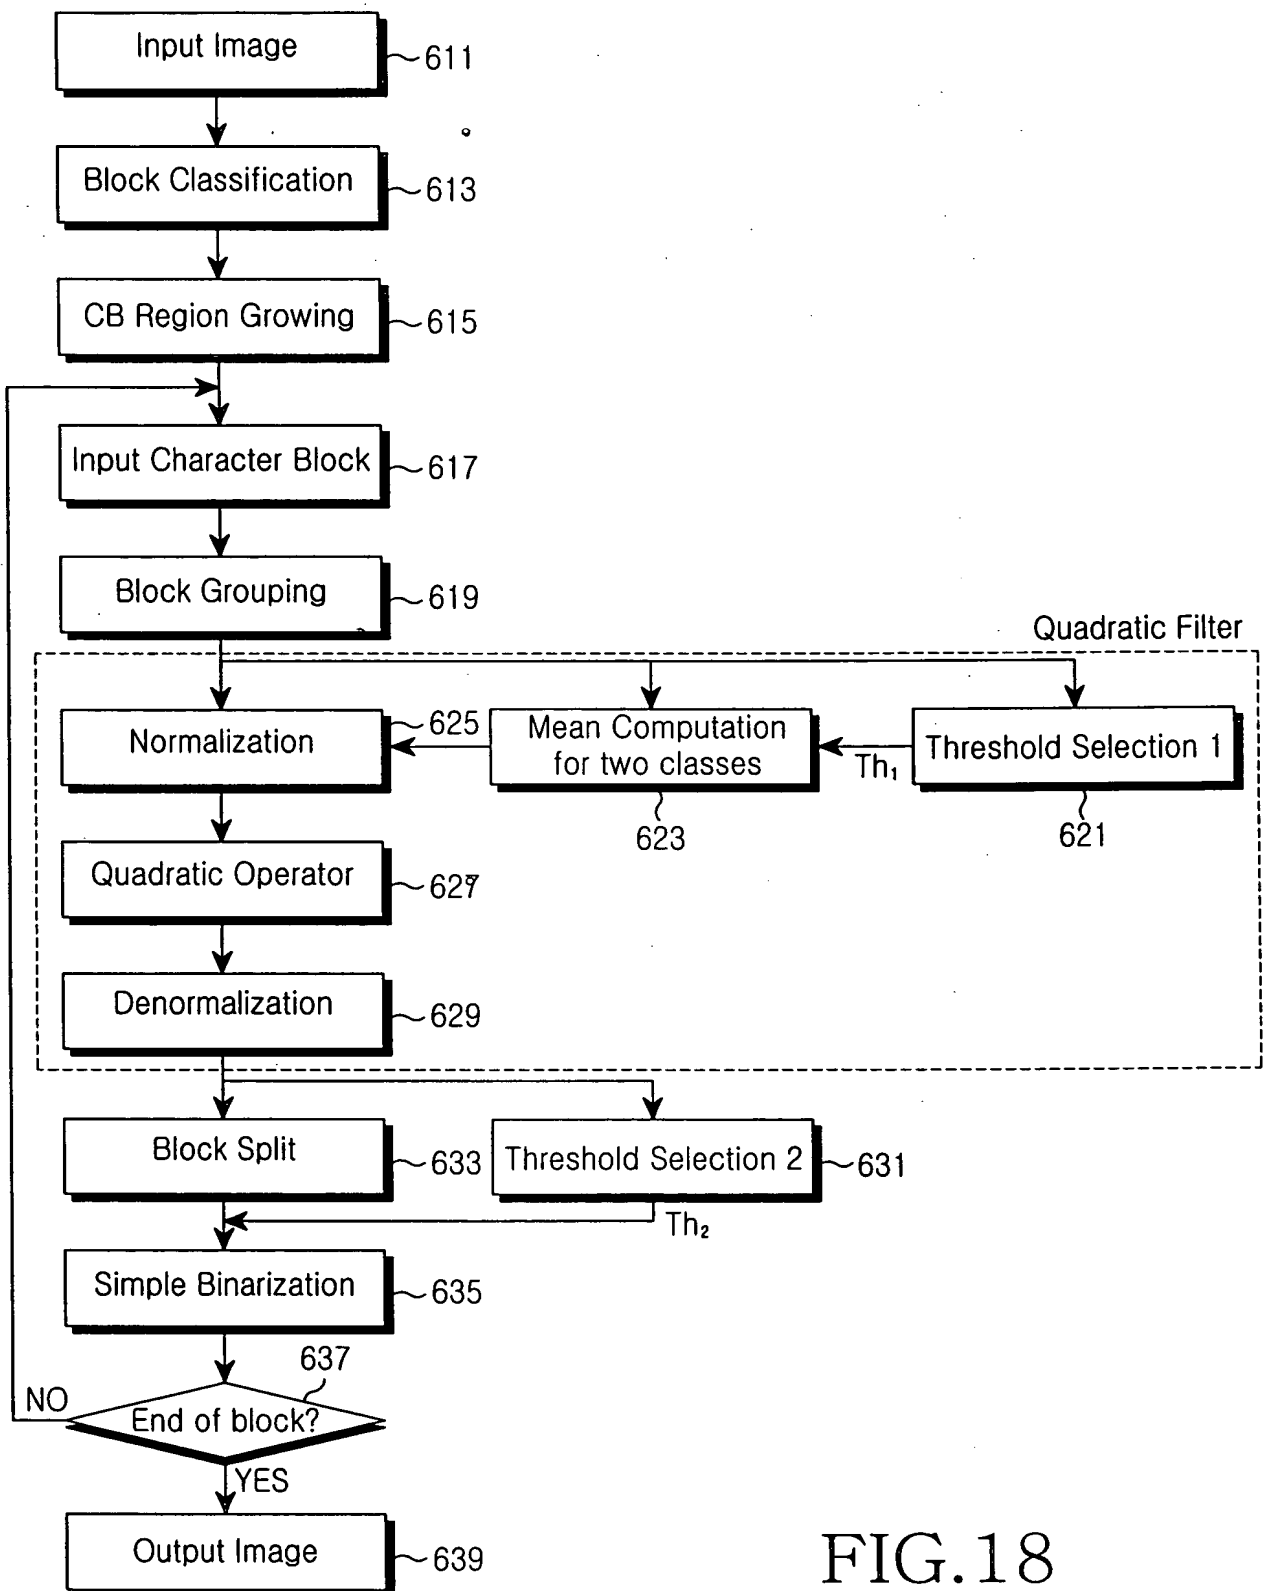 Input Image
611
Block Classification
613
CB Region Growing
615
Input Character Block
617
Block Grouping
619
Quadratic Filter
Normalization
625
Mean Computation
for two classes
623
Th₁
Threshold Selection 1
621
Quadratic Operator
627
Denormalization
629
Block Split
633
Threshold Selection 2
631
Th₂
Simple Binarization
635
637
NO
End of block?
YES
Output Image
639
FIG.18